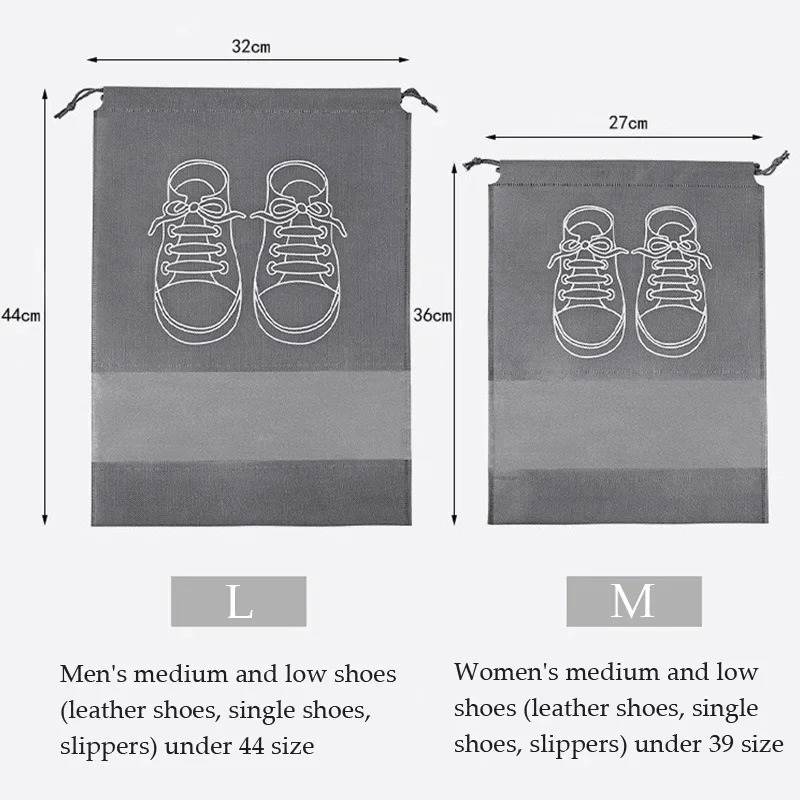 32cm
27cm
44cm
36cm
L
M
Men's medium and low shoes
(leather shoes, single shoes,
slippers) under 44 size
Women's medium and low
shoes (leather shoes, single
shoes, slippers) under 39 size